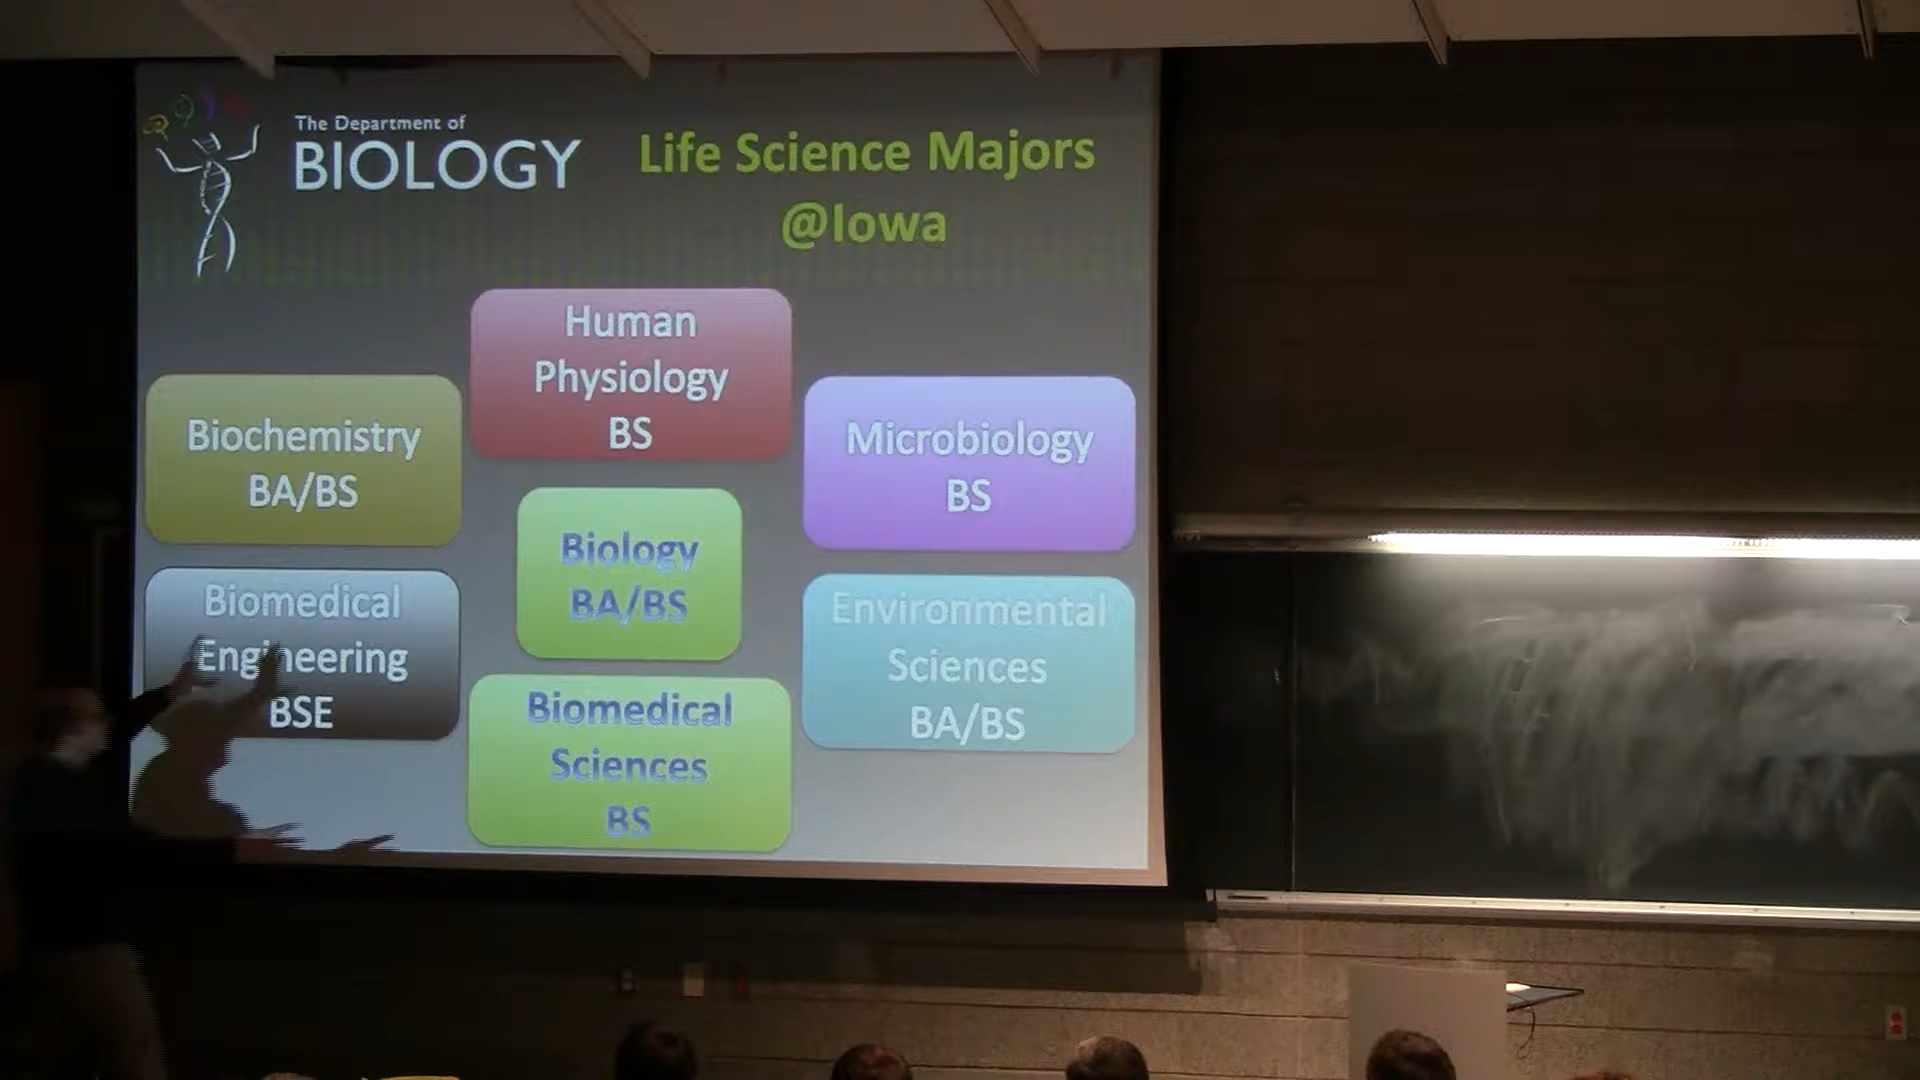 The Department of
BIOLOGY
Life Science Majors
@Iowa
Human
Physiology
BS
Biochemistry
BA/BS
Microbiology
BS
Biology
BA/BS
Biomedical
Engineering
BSE
Environmental
Sciences
BA/BS
Biomedical
Sciences
BS